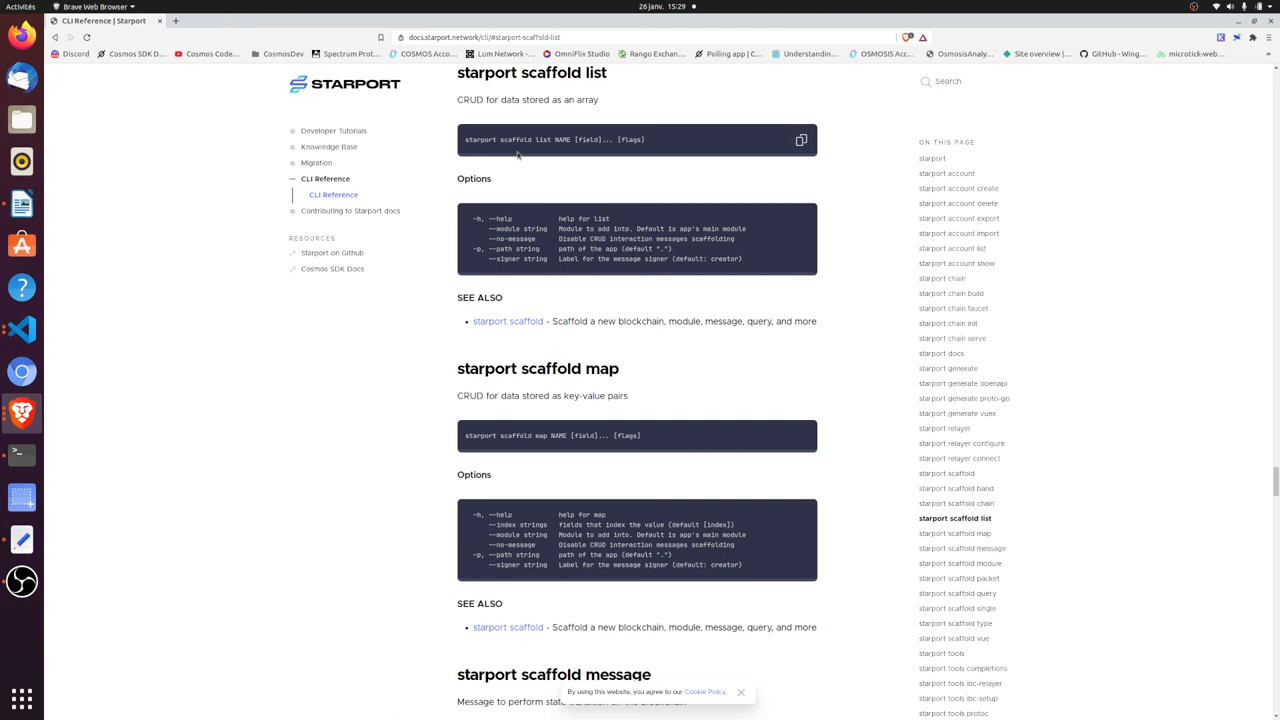 Activités
Brave Web Browser
26 janv. 15:29
CLI Reference | Starport
docs.starport.network/cli/#starport-scaffold-list
Discord
Cosmos SDK D...
Cosmos Code...
CosmosDev
Spectrum Prot...
COSMOS Acco...
Lum Network -...
OmniFlix Studio
Rango Exchan...
Polling app | C...
Understanding...
OSMOSIS Acc...
OsmosisAnaly...
Site overview |...
GitHub - Wing...
microtick-web...
»
STARPORT
Developer Tutorials
Knowledge Base
Migration
CLI Reference
CLI Reference
Contributing to Starport docs
RESOURCES
Starport on Github
Cosmos SDK Docs
starport scaffold list
CRUD for data stored as an array
starport scaffold list NAME [field]... [flags]
Options
-h, --help help for list
--module string Module to add into. Default is app's main module
--no-message Disable CRUD interaction messages scaffolding
-p, --path string path of the app (default ".")
--signer string Label for the message signer (default: creator)
SEE ALSO
• starport scaffold - Scaffold a new blockchain, module, message, query, and more
starport scaffold map
CRUD for data stored as key-value pairs
starport scaffold map NAME [field]... [flags]
Options
-h, --help help for map
--index strings fields that index the value (default [index])
--module string Module to add into. Default is app's main module
--no-message Disable CRUD interaction messages scaffolding
-p, --path string path of the app (default ".")
--signer string Label for the message signer (default: creator)
SEE ALSO
• starport scaffold - Scaffold a new blockchain, module, message, query, and more
starport scaffold message
Message to perform state transition on the blockchain
By using this website, you agree to our Cookie Policy.
Search
ON THIS PAGE
starport
starport account
starport account create
starport account delete
starport account export
starport account import
starport account list
starport account show
starport chain
starport chain build
starport chain faucet
starport chain init
starport chain serve
starport docs
starport generate
starport generate openapi
starport generate proto-go
starport generate vuex
starport relayer
starport relayer configure
starport relayer connect
starport scaffold
starport scaffold band
starport scaffold chain
starport scaffold list
starport scaffold map
starport scaffold message
starport scaffold module
starport scaffold packet
starport scaffold query
starport scaffold single
starport scaffold type
starport scaffold vue
starport tools
starport tools completions
starport tools ibc-relayer
starport tools ibc-setup
starport tools protoc